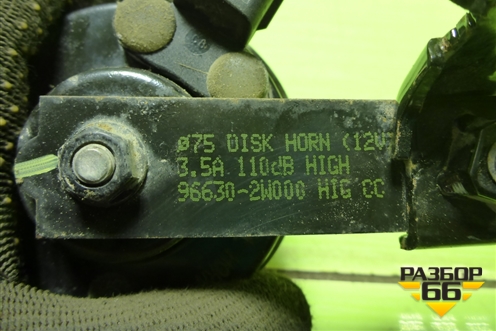 ø75 DISK HORN (12V
3.5A 110dB HIGH
96630-2W000 HIG CC
РАЗБОР
66